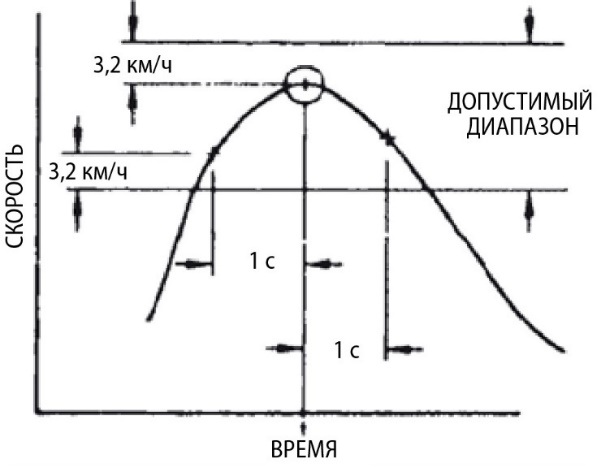 3,2 км/ч
ДОПУСТИМЫЙ
ДИАПАЗОН
3,2 км/ч
СКОРОСТЬ
1 с
1 с
ВРЕМЯ